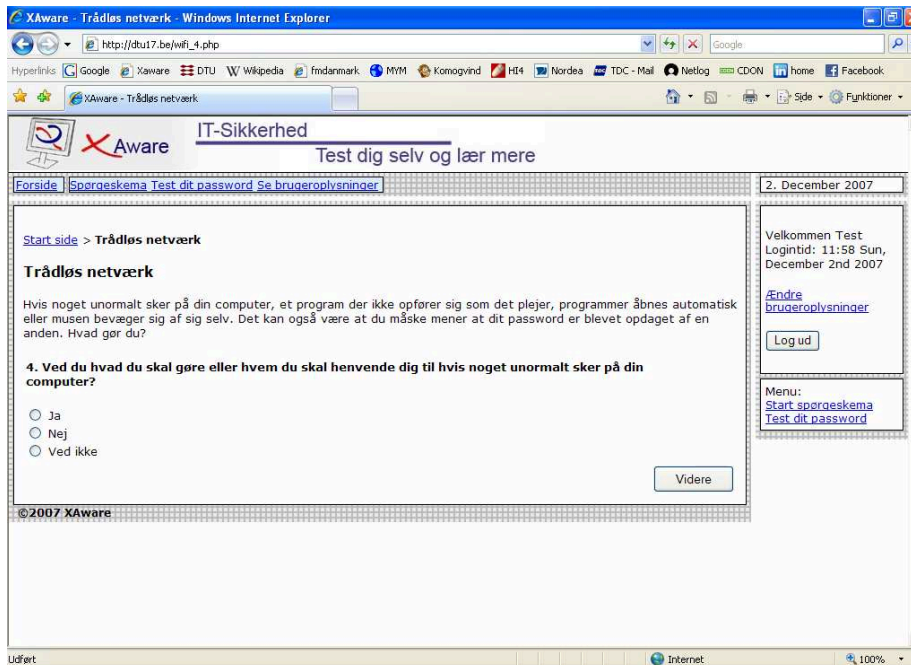 XAware - Trådløs netværk - Windows Internet Explorer
http://dtu17.be/wifi_4.php
Google
Hyperlinks Google Xaware DTU Wikipedia fmdanmark MYM Komogvind HI4 Nordea TDC - Mail Netlog CDON home Facebook
XAware - Trådløs netværk
Side Funktioner
XAware
IT-Sikkerhed
Test dig selv og lær mere
Forside Spørgeskema Test dit password Se brugeroplysninger
2. December 2007
Start side > Trådløs netværk
Trådløs netværk
Hvis noget unormalt sker på din computer, et program der ikke opfører sig som det plejer, programmer åbnes automatisk
eller musen bevæger sig af sig selv. Det kan også være at du måske mener at dit password er blevet opdaget af en
anden. Hvad gør du?
4. Ved du hvad du skal gøre eller hvem du skal henvende dig til hvis noget unormalt sker på din
computer?
Ja
Nej
Ved ikke
Videre
©2007 XAware
Velkommen Test
Logintid: 11:58 Sun,
December 2nd 2007
Ændre
brugeroplysninger
Log ud
Menu:
Start spørgeskema
Test dit password
Udført
Internet
100%